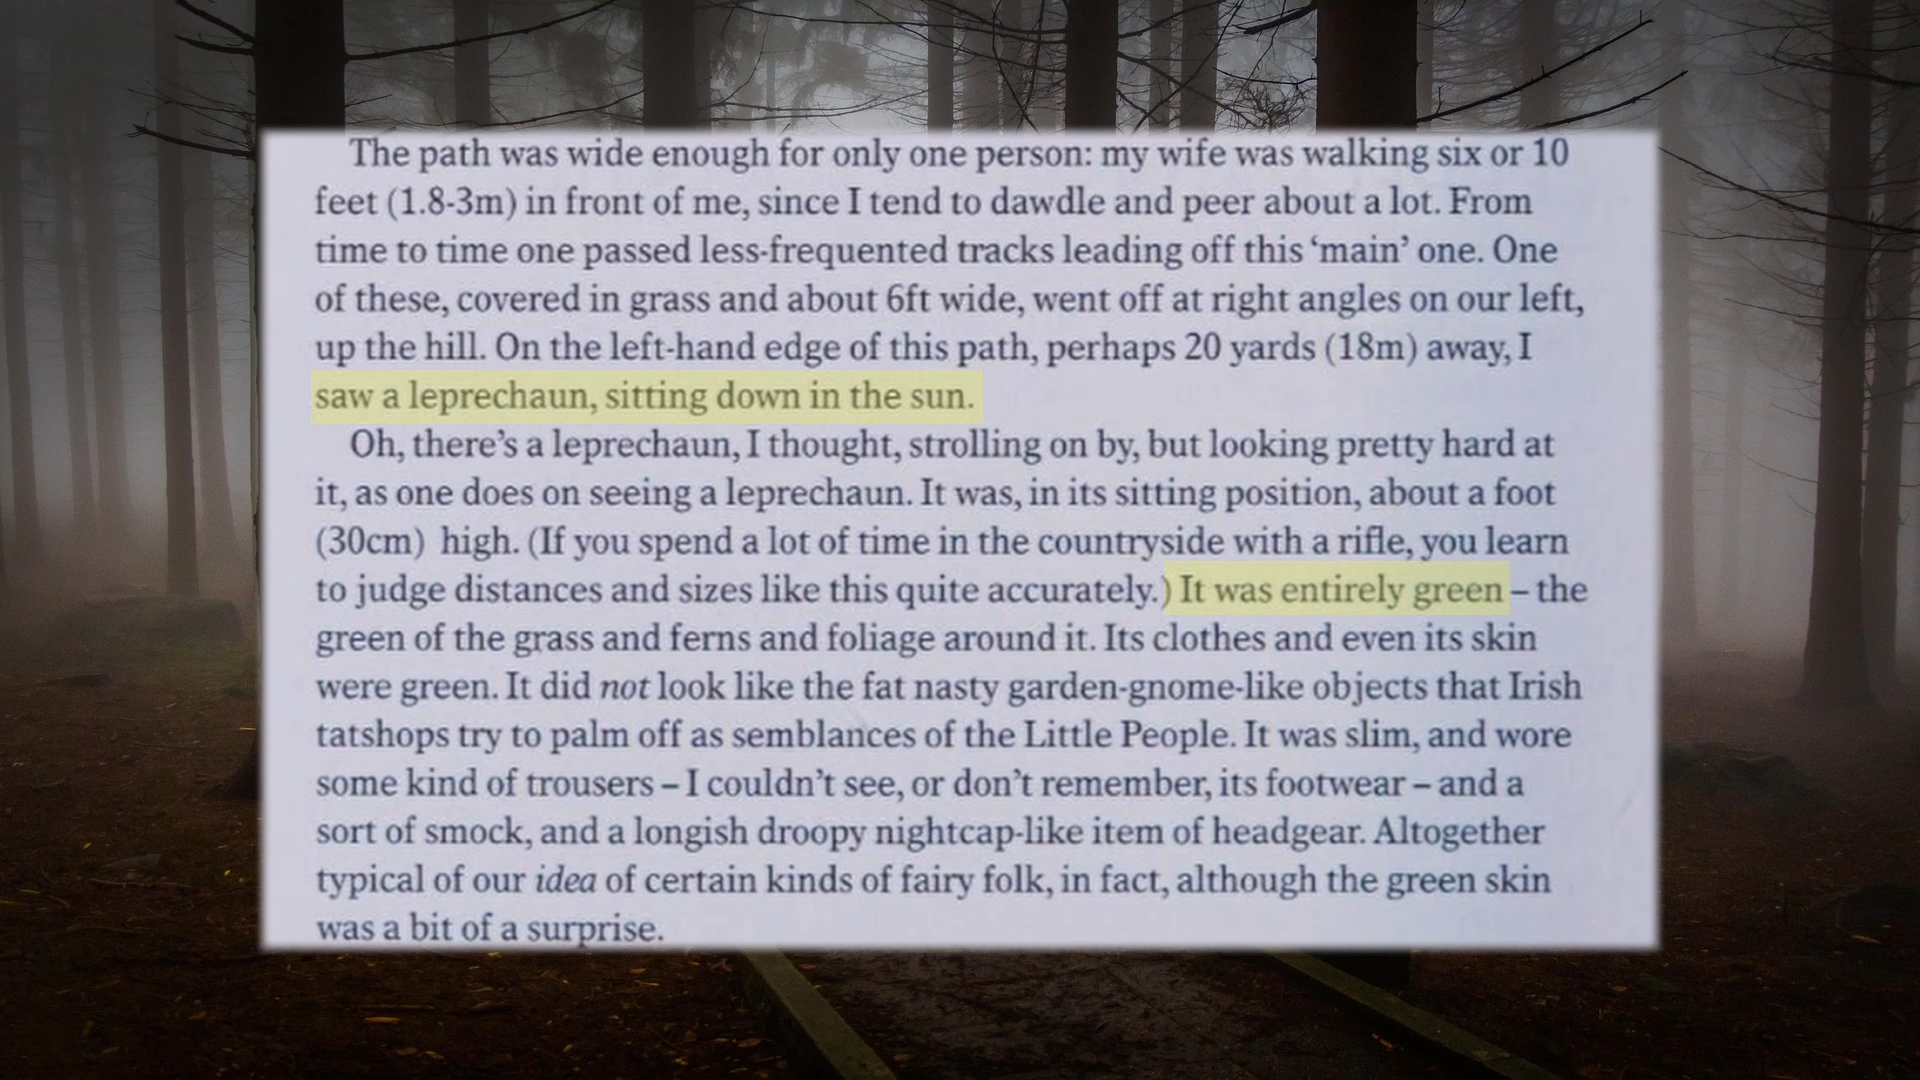 The path was wide enough for only one person: my wife was walking six or 10
feet (1.8-3m) in front of me, since I tend to dawdle and peer about a lot. From
time to time one passed less-frequented tracks leading off this ‘main’ one. One
of these, covered in grass and about 6ft wide, went off at right angles on our left,
up the hill. On the left-hand edge of this path, perhaps 20 yards (18m) away, I
saw a leprechaun, sitting down in the sun.
Oh, there’s a leprechaun, I thought, strolling on by, but looking pretty hard at
it, as one does on seeing a leprechaun. It was, in its sitting position, about a foot
(30cm) high. (If you spend a lot of time in the countryside with a rifle, you learn
to judge distances and sizes like this quite accurately.) It was entirely green – the
green of the grass and ferns and foliage around it. Its clothes and even its skin
were green. It did not look like the fat nasty garden-gnome-like objects that Irish
tatshops try to palm off as semblances of the Little People. It was slim, and wore
some kind of trousers – I couldn’t see, or don’t remember, its footwear – and a
sort of smock, and a longish droopy nightcap-like item of headgear. Altogether
typical of our idea of certain kinds of fairy folk, in fact, although the green skin
was a bit of a surprise.